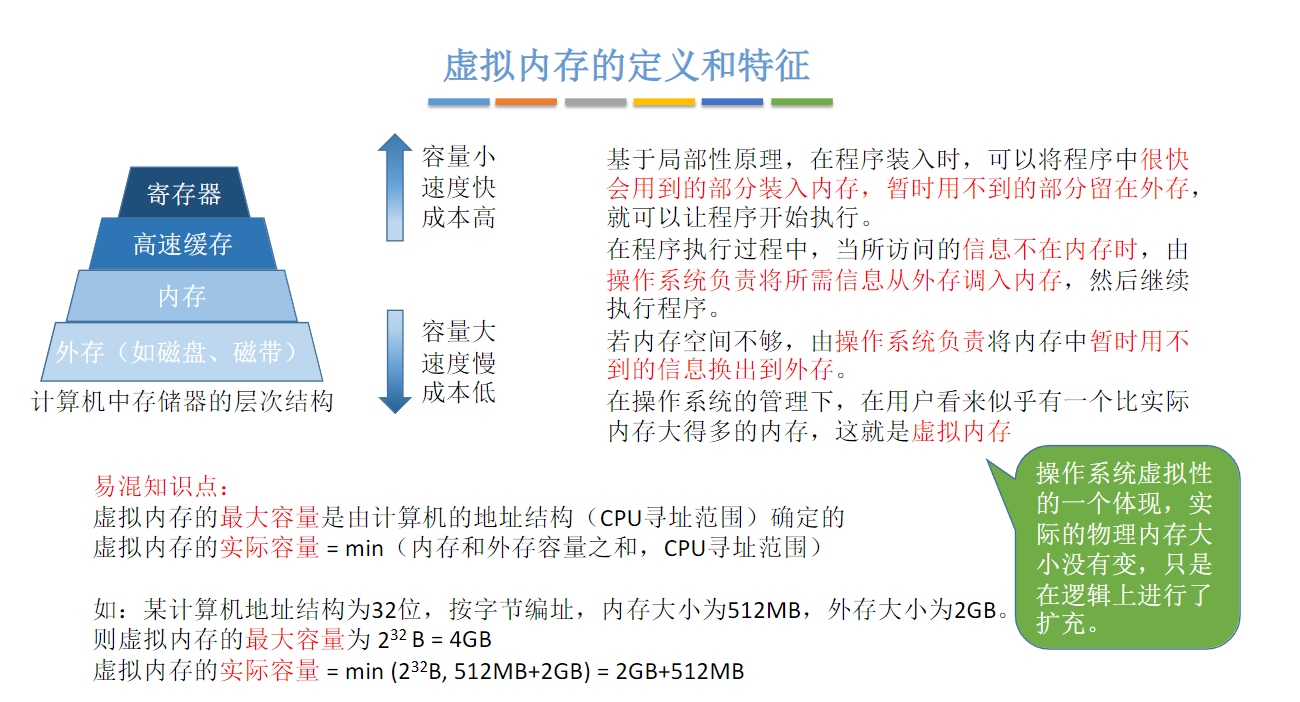 虚拟内存的定义和特征
寄存器
高速缓存
内存
外存（如磁盘、磁带）
计算机中存储器的层次结构
容量小
速度快
成本高
容量大
速度慢
成本低
基于局部性原理，在程序装入时，可以将程序中很快
会用到的部分装入内存，暂时用不到的部分留在外存，
就可以让程序开始执行。
在程序执行过程中，当所访问的信息不在内存时，由
操作系统负责将所需信息从外存调入内存，然后继续
执行程序。
若内存空间不够，由操作系统负责将内存中暂时用不
到的信息换出到外存。
在操作系统的管理下，在用户看来似乎有一个比实际
内存大得多的内存，这就是虚拟内存
操作系统虚拟性
的一个体现，实
际的物理内存大
小没有变，只是
在逻辑上进行了
扩充。
易混知识点：
虚拟内存的最大容量是由计算机的地址结构（CPU寻址范围）确定的
虚拟内存的实际容量 = min（内存和外存容量之和，CPU寻址范围）
如：某计算机地址结构为32位，按字节编址，内存大小为512MB，外存大小为2GB。
则虚拟内存的最大容量为 2³² B = 4GB
虚拟内存的实际容量 = min (2³²B, 512MB+2GB) = 2GB+512MB